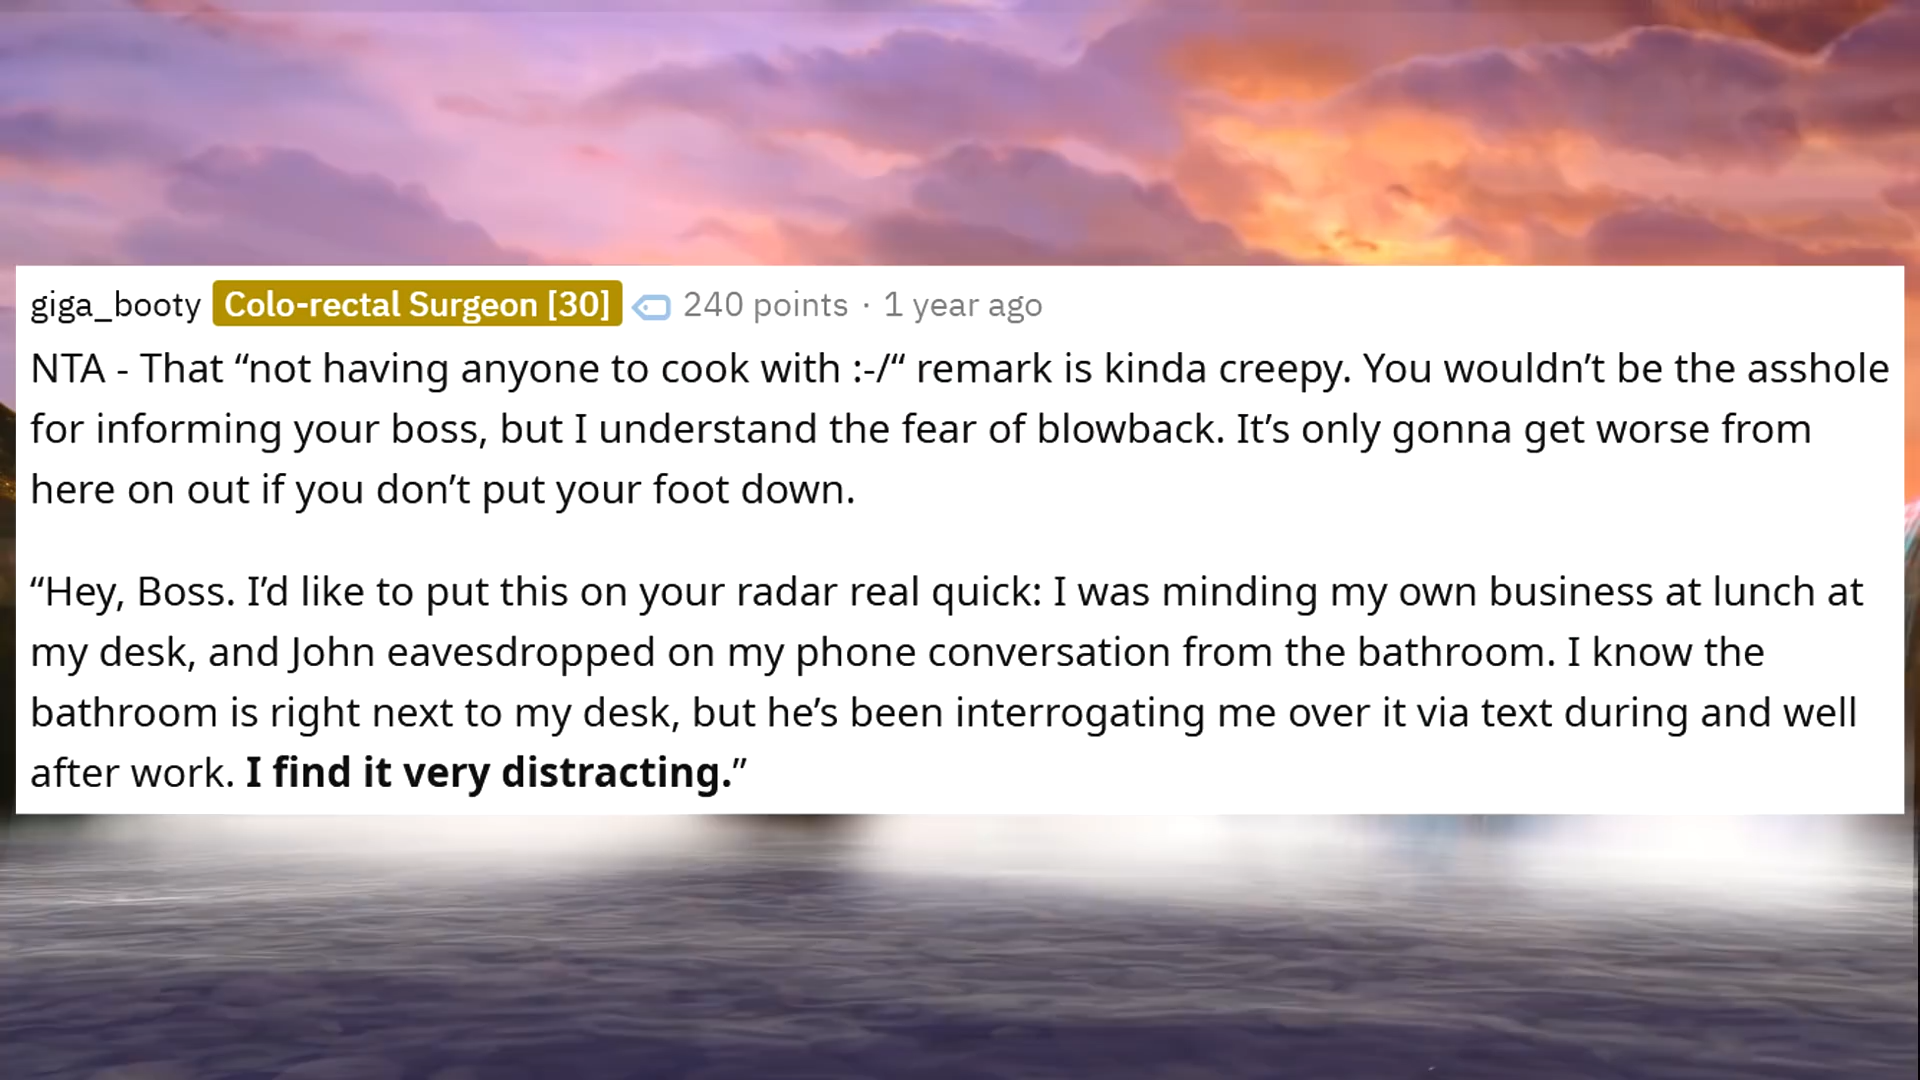 giga_booty Colo-rectal Surgeon [30] 240 points · 1 year ago
NTA - That “not having anyone to cook with :-/“ remark is kinda creepy. You wouldn’t be the asshole
for informing your boss, but I understand the fear of blowback. It’s only gonna get worse from
here on out if you don’t put your foot down.
“Hey, Boss. I’d like to put this on your radar real quick: I was minding my own business at lunch at
my desk, and John eavesdropped on my phone conversation from the bathroom. I know the
bathroom is right next to my desk, but he’s been interrogating me over it via text during and well
after work. I find it very distracting.”